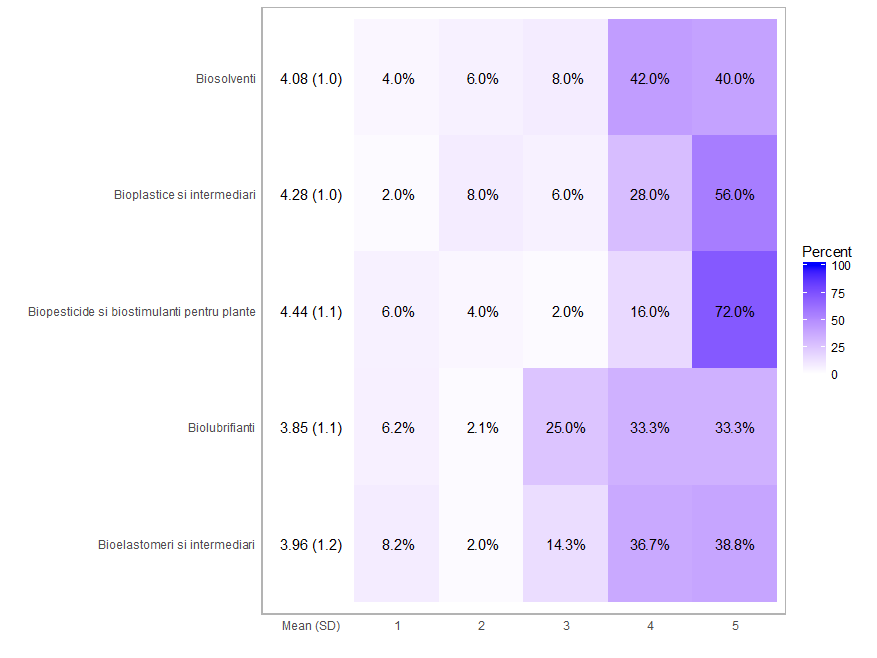 Biosolventi 4.08 (1.0) 4.0% 6.0% 8.0% 42.0% 40.0%
Bioplastice si intermediari 4.28 (1.0) 2.0% 8.0% 6.0% 28.0% 56.0%
Biopesticide si biostimulanti pentru plante 4.44 (1.1) 6.0% 4.0% 2.0% 16.0% 72.0%
Biolubrifianti 3.85 (1.1) 6.2% 2.1% 25.0% 33.3% 33.3%
Bioelastomeri si intermediari 3.96 (1.2) 8.2% 2.0% 14.3% 36.7% 38.8%
Mean (SD) 1 2 3 4 5
Percent
100
75
50
25
0